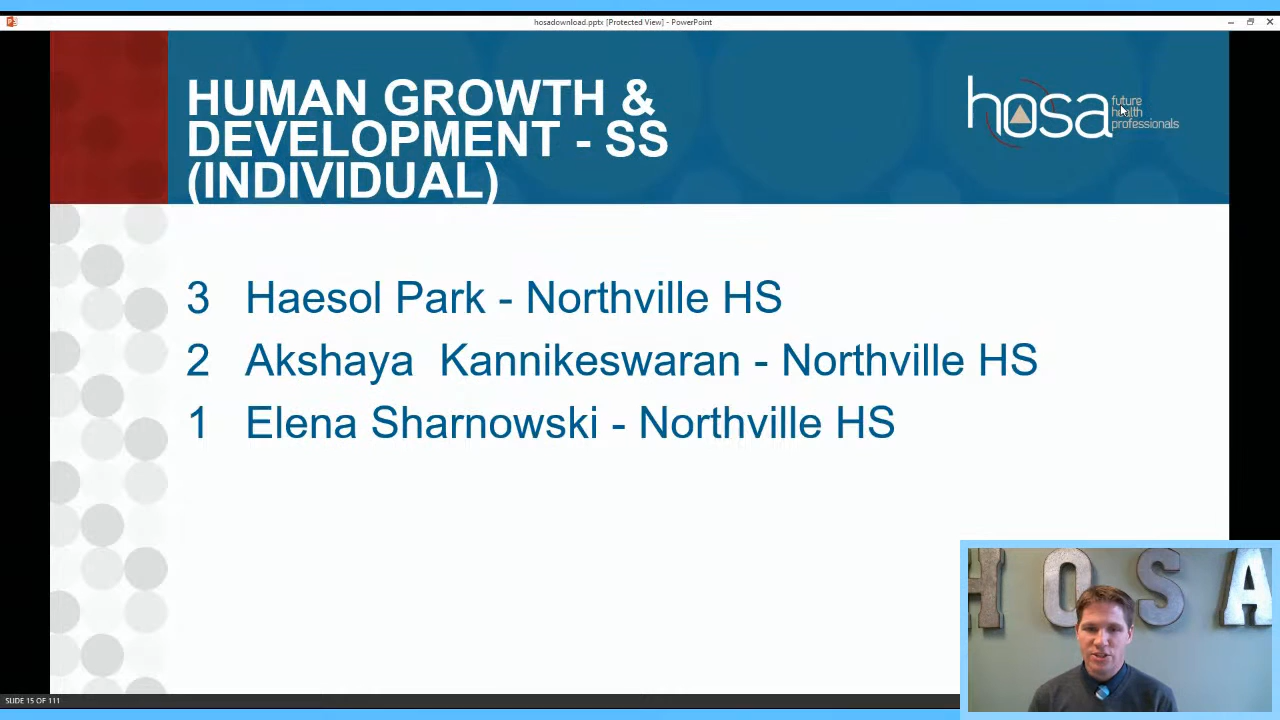 hosadownload.pptx [Protected View] - PowerPoint
HUMAN GROWTH &
DEVELOPMENT - SS
(INDIVIDUAL)
hosa
future
health
professionals
3 Haesol Park - Northville HS
2 Akshaya Kannikeswaran - Northville HS
1 Elena Sharnowski - Northville HS
HOSA
SLIDE 15 OF 111